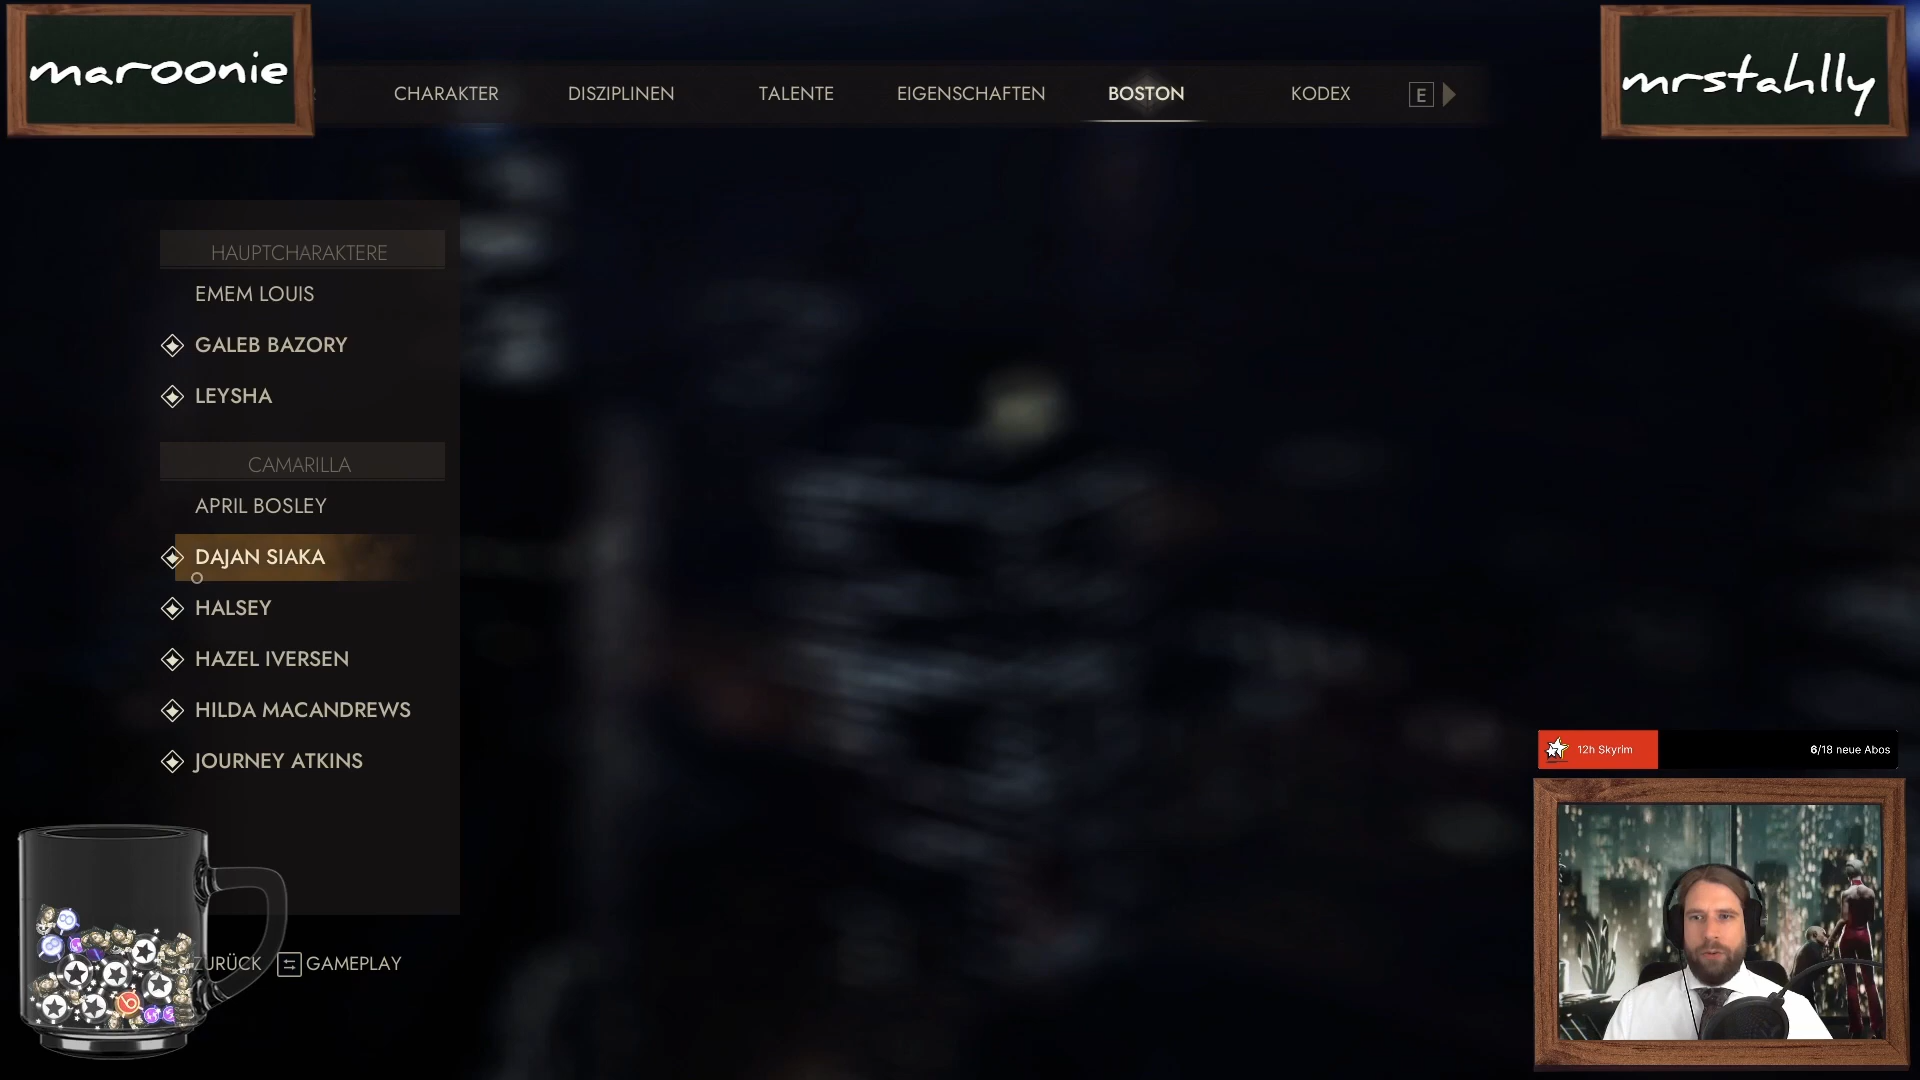 maroonie
mrstahlly
CHARAKTER
DISZIPLINEN
TALENTE
EIGENSCHAFTEN
BOSTON
KODEX
E
HAUPTCHARAKTERE
EMEM LOUIS
GALEB BAZORY
LEYSHA
CAMARILLA
APRIL BOSLEY
DAJAN SIAKA
HALSEY
HAZEL IVERSEN
HILDA MACANDREWS
JOURNEY ATKINS
12h Skyrim
6/18 neue Abos
ZURÜCK
GAMEPLAY